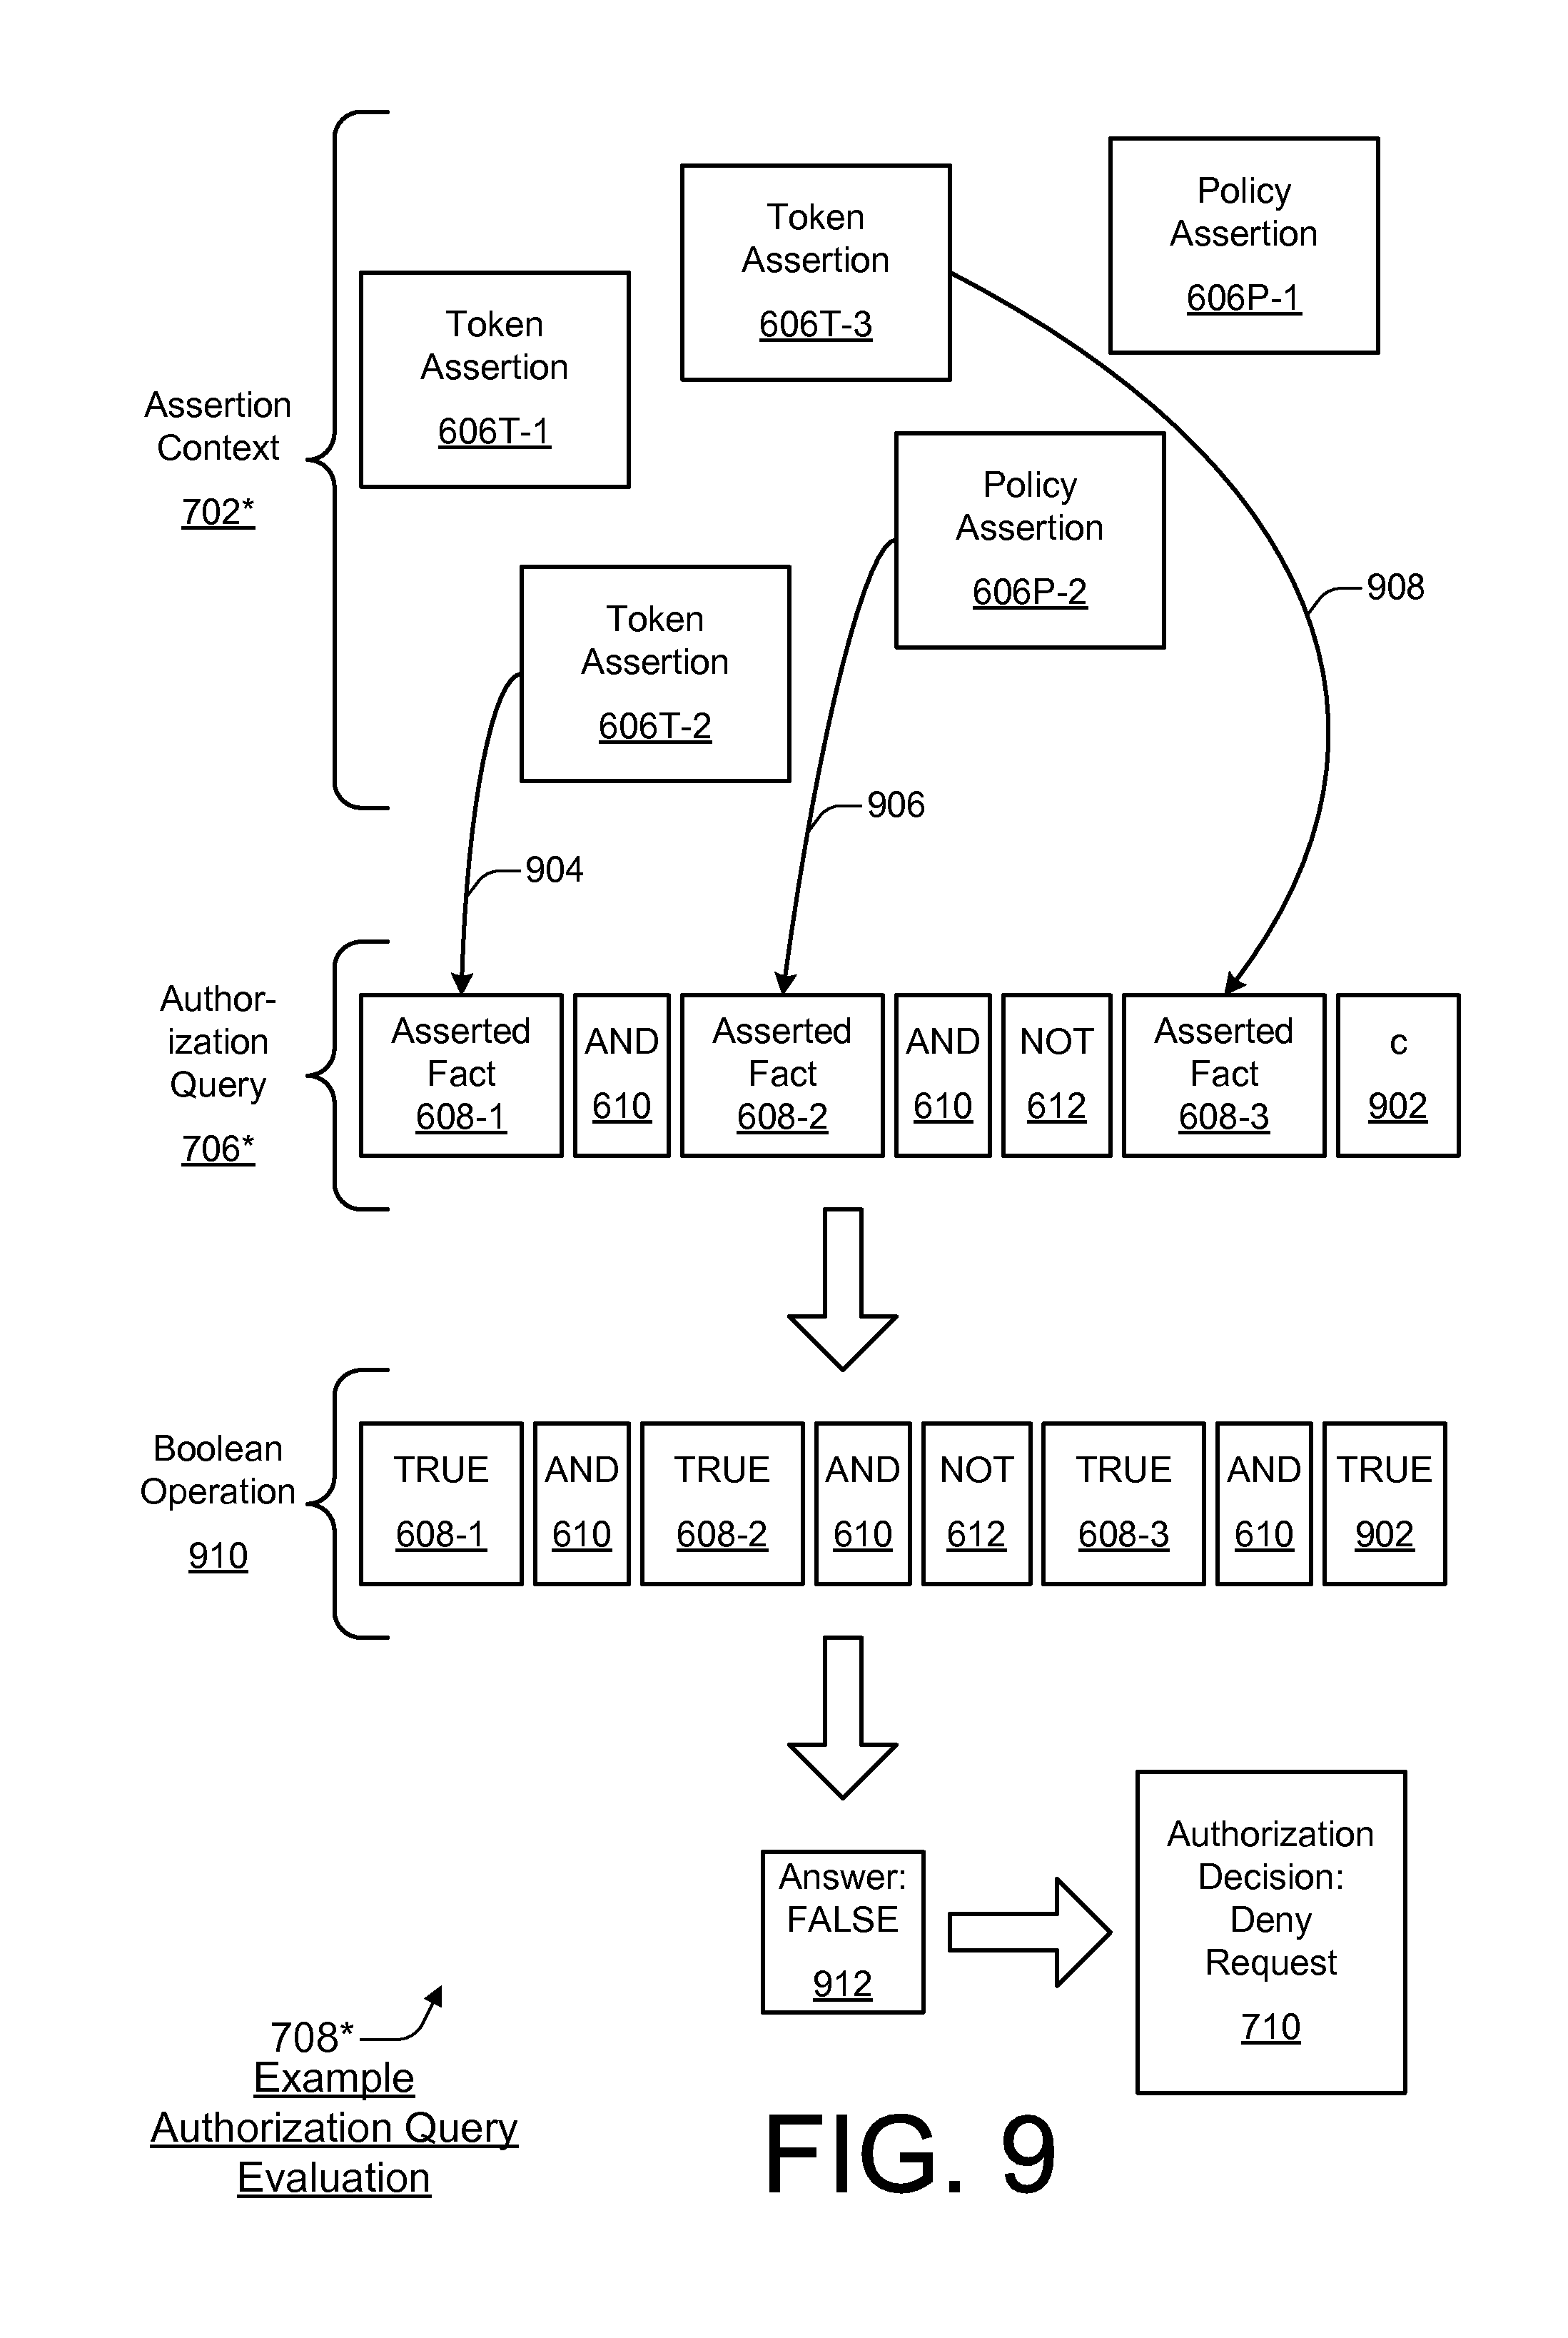 Assertion
Context
702*
Token
Assertion
606T-1
Token
Assertion
606T-3
Policy
Assertion
606P-1
Token
Assertion
606T-2
Policy
Assertion
606P-2
904
906
908
Author-
ization
Query
706*
Asserted
Fact
608-1
AND
610
Asserted
Fact
608-2
AND
610
NOT
612
Asserted
Fact
608-3
c
902
Boolean
Operation
910
TRUE
608-1
AND
610
TRUE
608-2
AND
610
NOT
612
TRUE
608-3
AND
610
TRUE
902
Answer:
FALSE
912
Authorization
Decision:
Deny
Request
710
708*
Example
Authorization Query
Evaluation
FIG. 9